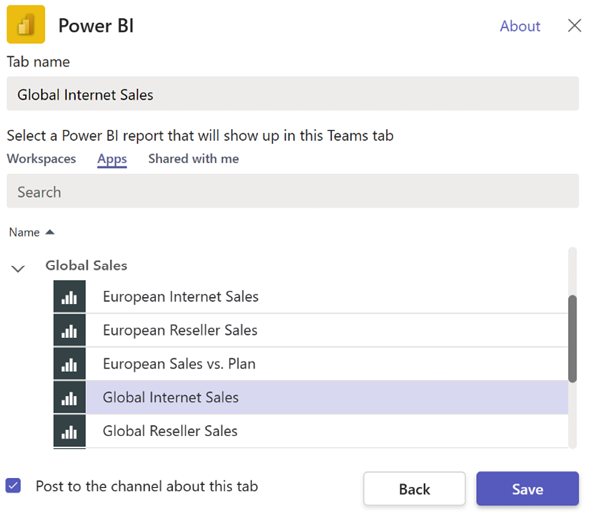 Power BI
About
Tab name
Global Internet Sales
Select a Power BI report that will show up in this Teams tab
Workspaces Apps Shared with me
Search
Name
Global Sales
European Internet Sales
European Reseller Sales
European Sales vs. Plan
Global Internet Sales
Global Reseller Sales
Post to the channel about this tab
Back
Save